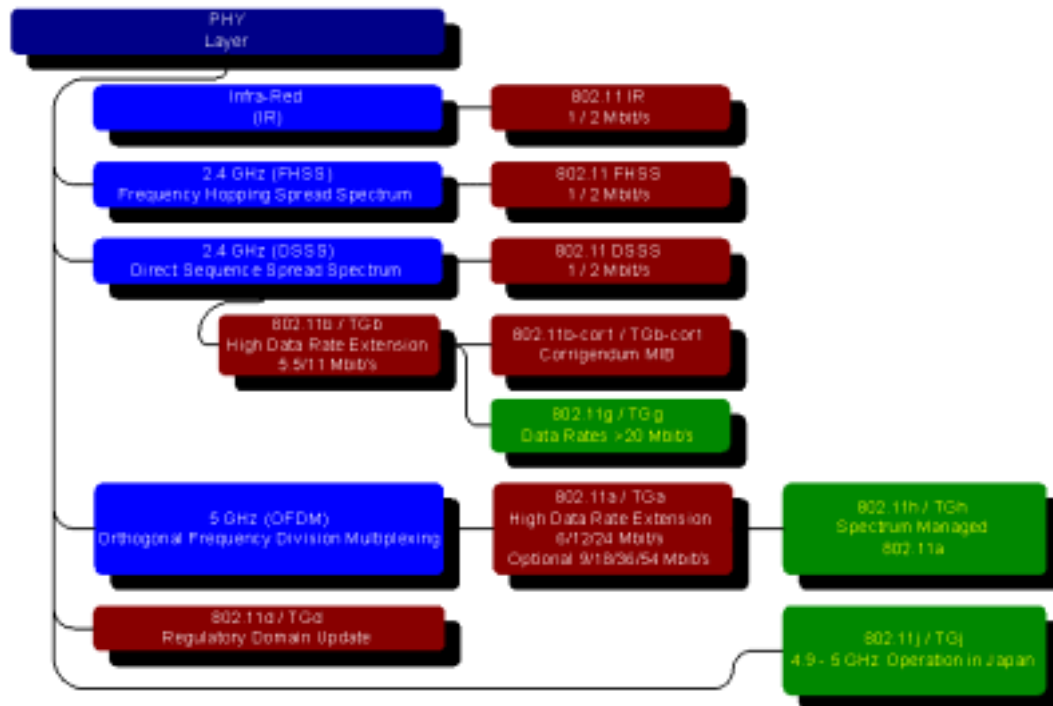 PHY
Layer
Infra-Red
(IR)
802.11 IR
1 / 2 Mbit/s
2.4 GHz (FHSS)
Frequency Hopping Spread Spectrum
802.11 FHSS
1 / 2 Mbit/s
2.4 GHz (DSSS)
Direct Sequence Spread Spectrum
802.11 DSSS
1 / 2 Mbit/s
802.11b / TGb
High Data Rate Extension
5.5/11 Mbit/s
802.11b-cor1 / TGb-cor1
Corrigendum MIB
802.11g / TGg
Data Rates >20 Mbit/s
5 GHz (OFDM)
Orthogonal Frequency Division Multiplexing
802.11a / TGa
High Data Rate Extension
6/12/24 Mbit/s
Optional 9/18/36/54 Mbit/s
802.11h / TGh
Spectrum Managed
802.11a
802.11d / TGd
Regulatory Domain Update
802.11j / TGj
4.9 - 5 GHz Operation in Japan